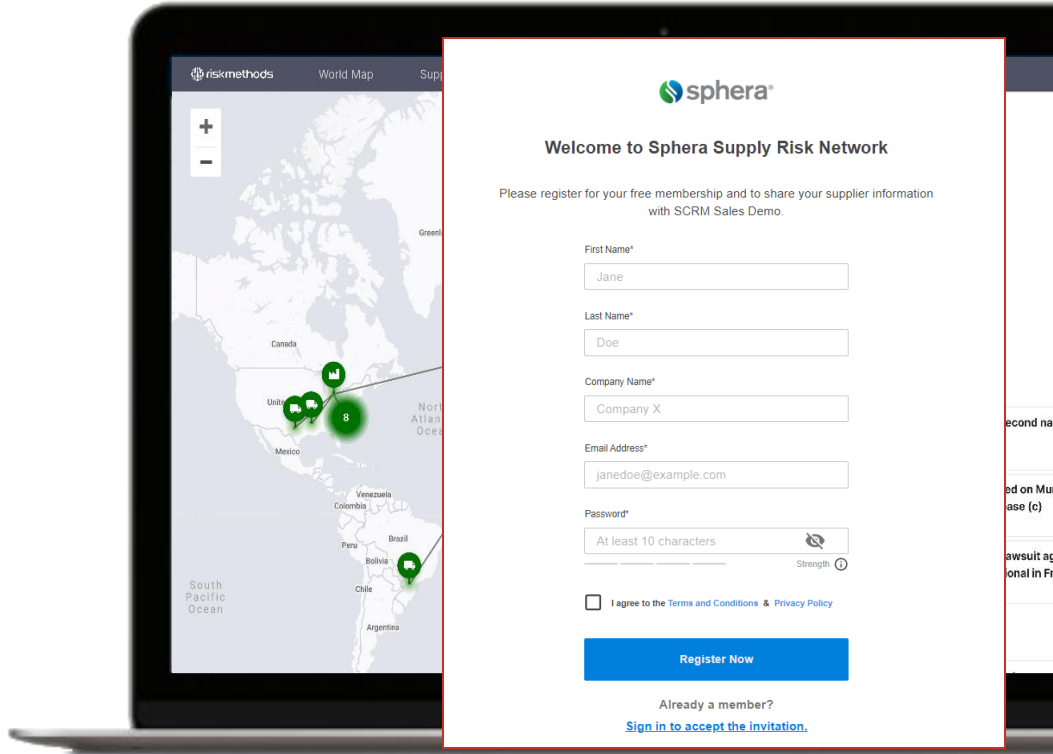 riskmethods
World Map
Supp
Greenl
Canada
Unite
8
Nort
Atlan
Ocea
Mexico
Venezuela
Colombia
Peru
Brazil
Bolivia
Chile
South
Pacific
Ocean
Argentina
sphera
Welcome to Sphera Supply Risk Network
Please register for your free membership and to share your supplier information
with SCRM Sales Demo.
First Name*
Jane
Last Name*
Doe
Company Name*
Company X
Email Address*
janedoe@example.com
Password*
At least 10 characters
Strength
I agree to the Terms and Conditions & Privacy Policy
Register Now
Already a member?
Sign in to accept the invitation.
econd na
ed on Mur
ase (c)
awsuit ag
ional in Fr